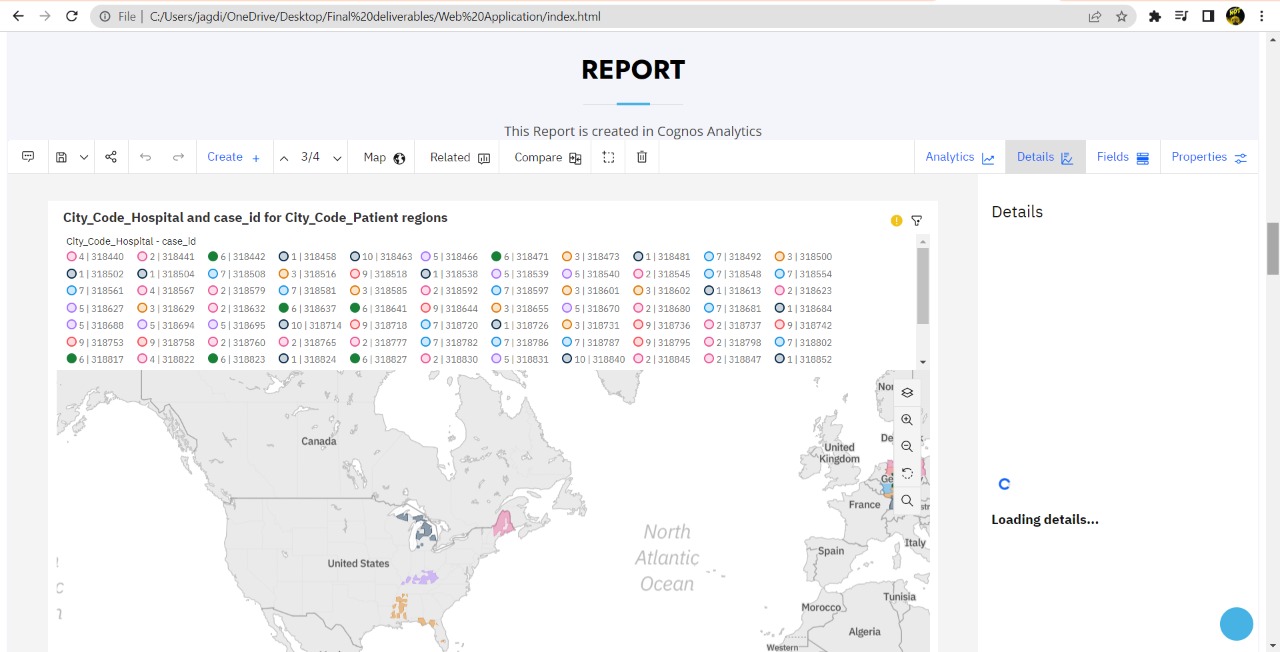 File | C:/Users/jagdi/OneDrive/Desktop/Final%20deliverables/Web%20Application/index.html
REPORT
This Report is created in Cognos Analytics
Create + 3/4 Map Related Compare Analytics Details Fields Properties
City_Code_Hospital and case_id for City_Code_Patient regions
Details
City_Code_Hospital - case_id
4 | 318440 2 | 318441 6 | 318442 1 | 318458 10 | 318463 5 | 318466 6 | 318471 3 | 318473 1 | 318481 7 | 318492 3 | 318500
1 | 318502 1 | 318504 7 | 318508 3 | 318516 9 | 318518 1 | 318538 5 | 318539 5 | 318540 2 | 318545 7 | 318548 7 | 318554
7 | 318561 4 | 318567 2 | 318579 7 | 318581 3 | 318585 2 | 318592 7 | 318597 3 | 318601 3 | 318602 1 | 318613 2 | 318623
5 | 318627 3 | 318629 2 | 318632 6 | 318637 6 | 318641 9 | 318644 3 | 318655 5 | 318670 2 | 318680 7 | 318681 1 | 318684
5 | 318688 5 | 318694 5 | 318695 10 | 318714 9 | 318718 7 | 318720 1 | 318726 3 | 318731 9 | 318736 2 | 318737 9 | 318742
9 | 318753 9 | 318758 2 | 318760 2 | 318765 2 | 318777 7 | 318782 7 | 318786 7 | 318787 9 | 318795 2 | 318798 7 | 318802
6 | 318817 4 | 318822 6 | 318823 1 | 318824 6 | 318827 2 | 318830 5 | 318831 10 | 318840 2 | 318845 2 | 318847 1 | 318852
Canada
United
Kingdom
France
Loading details...
North
Atlantic
Ocean
Italy
Spain
United States
Tunisia
Morocco
Algeria
Western